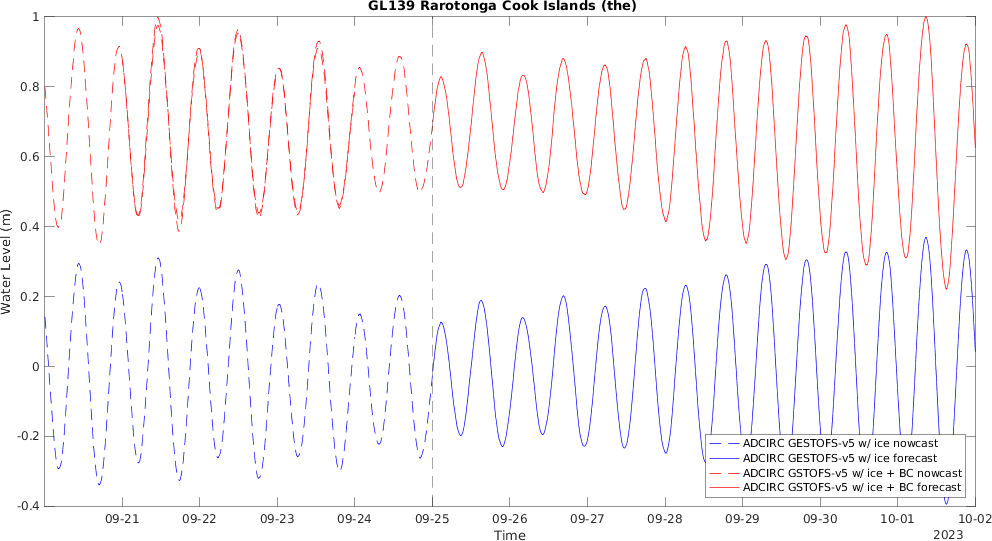 GL139 Rarotonga Cook Islands (the)
Water Level (m)
1
0.8
0.6
0.4
0.2
0
-0.2
-0.4
ADCIRC GESTOFS-v5 w/ ice nowcast
ADCIRC GESTOFS-v5 w/ ice forecast
ADCIRC GSTOFS-v5 w/ ice + BC nowcast
ADCIRC GSTOFS-v5 w/ ice + BC forecast
09-21 09-22 09-23 09-24 09-25 09-26 09-27 09-28 09-29 09-30 10-01 10-02
Time
2023